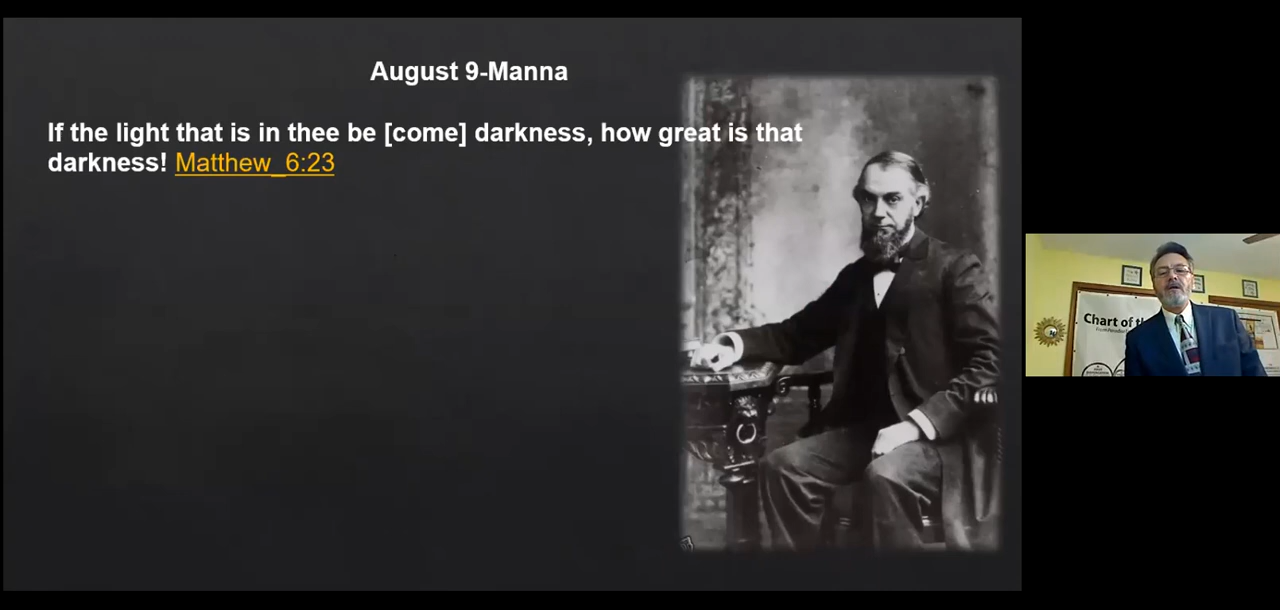 August 9-Manna
If the light that is in thee be [come] darkness, how great is that
darkness! Matthew_6:23
Chart of th